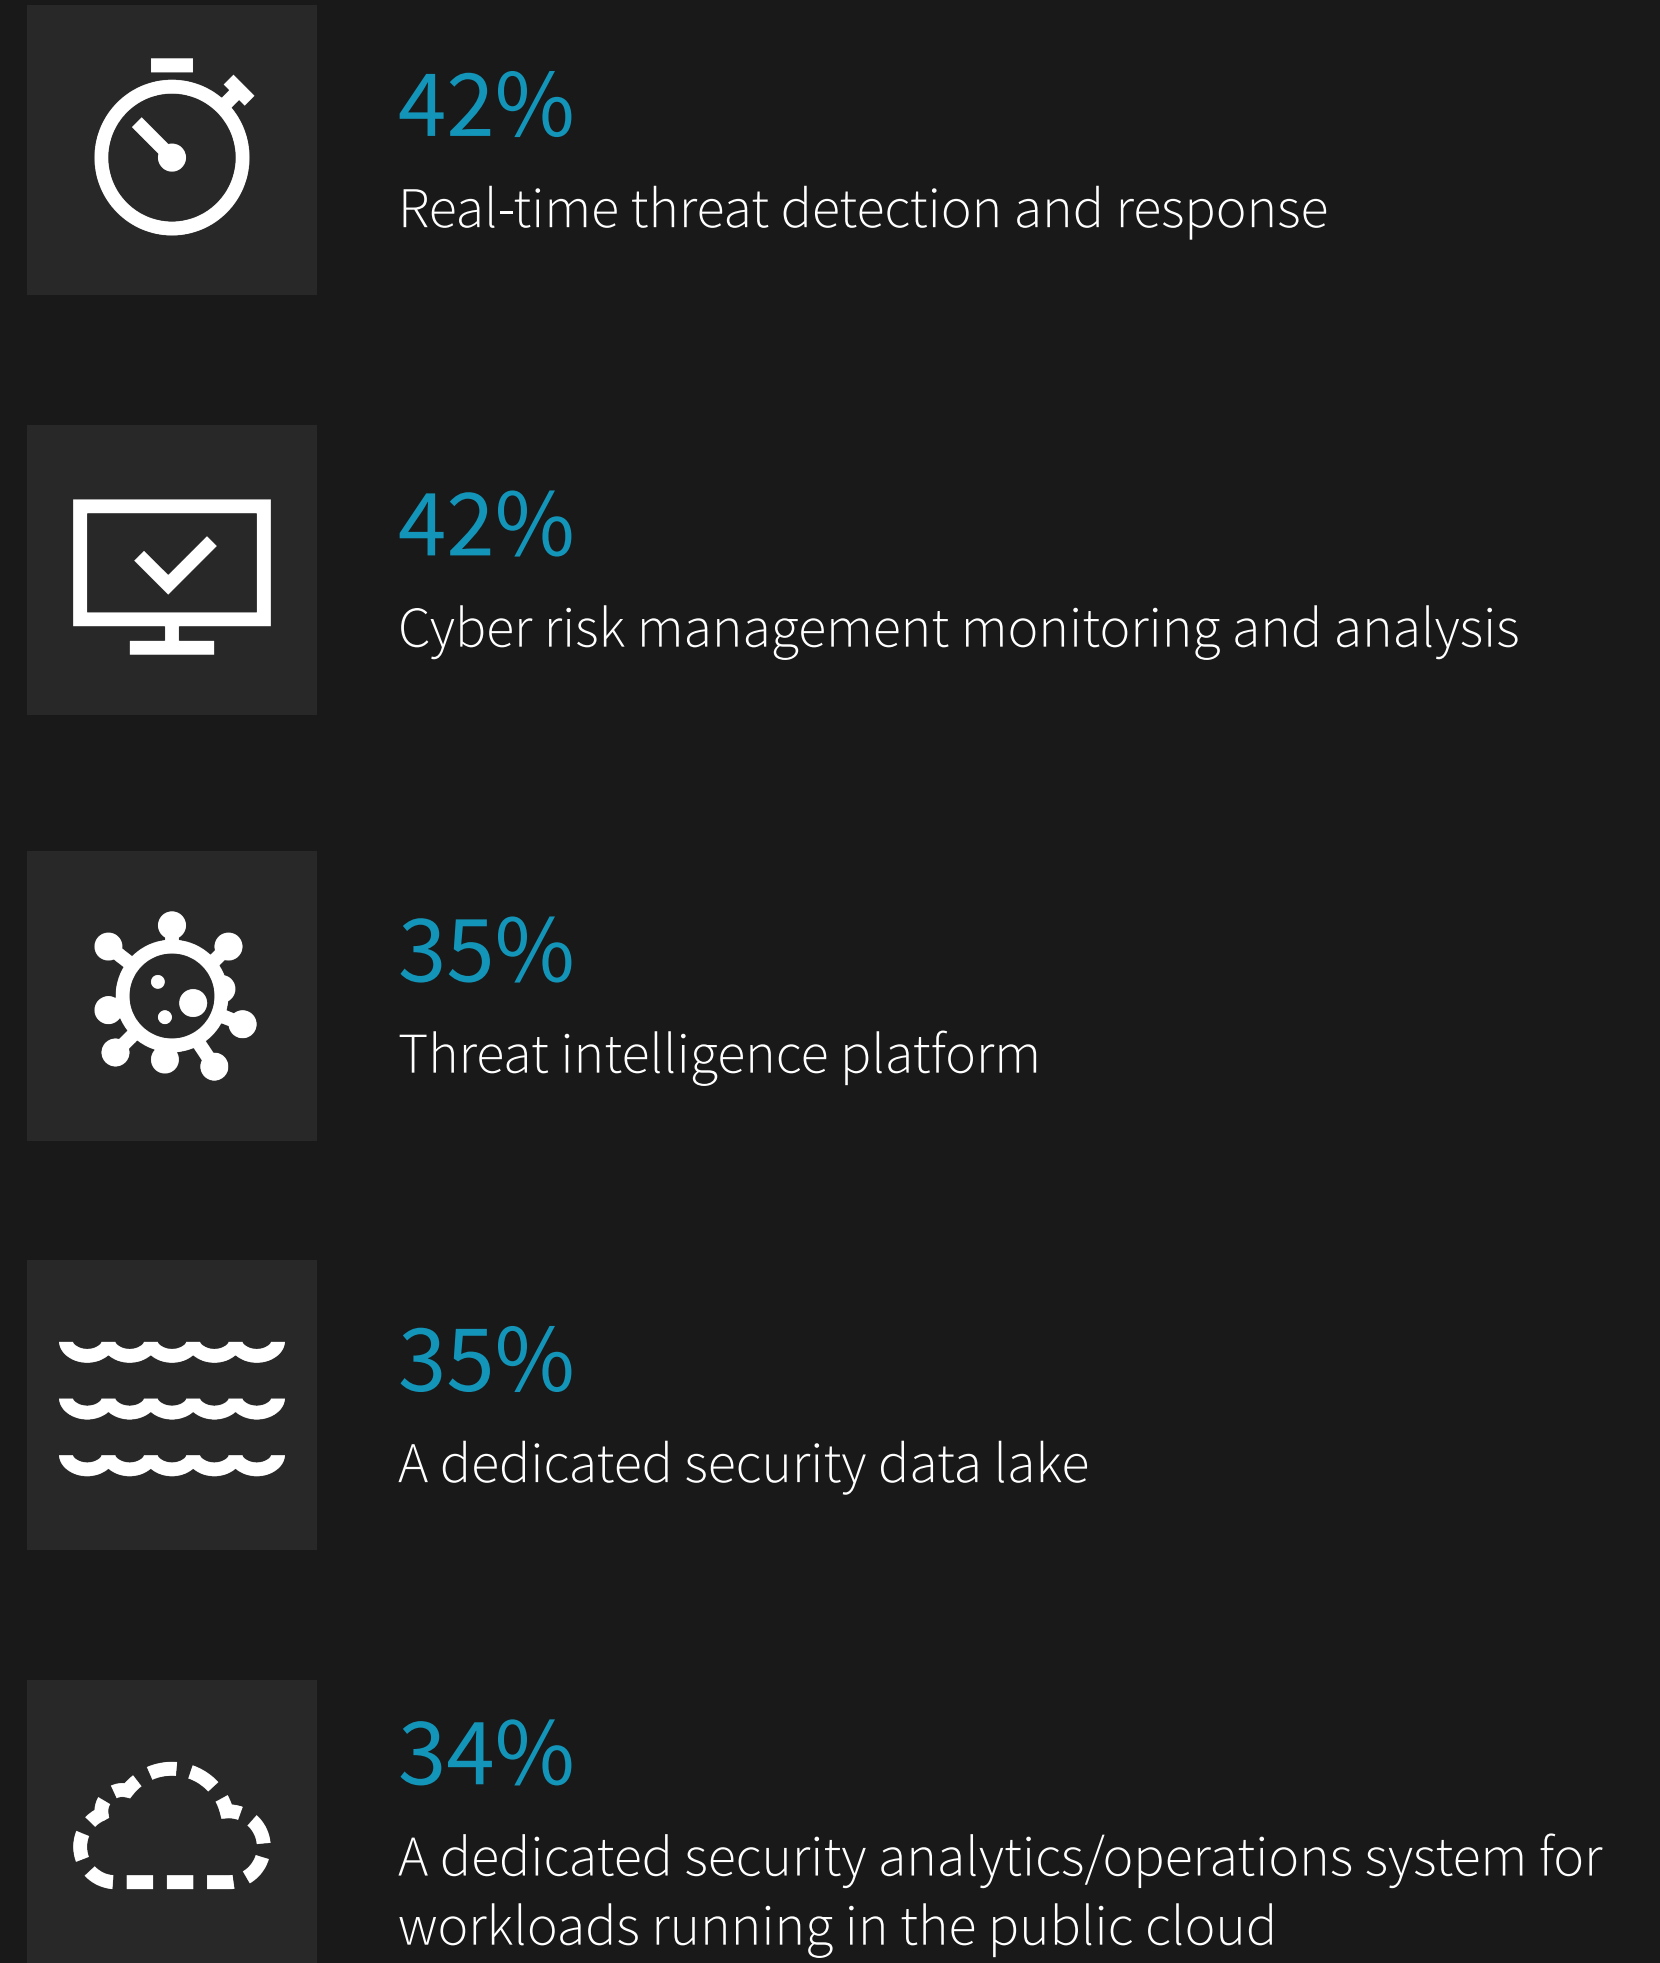 42%
Real-time threat detection and response
42%
Cyber risk management monitoring and analysis
35%
Threat intelligence platform
35%
A dedicated security data lake
34%
A dedicated security analytics/operations system for
workloads running in the public cloud